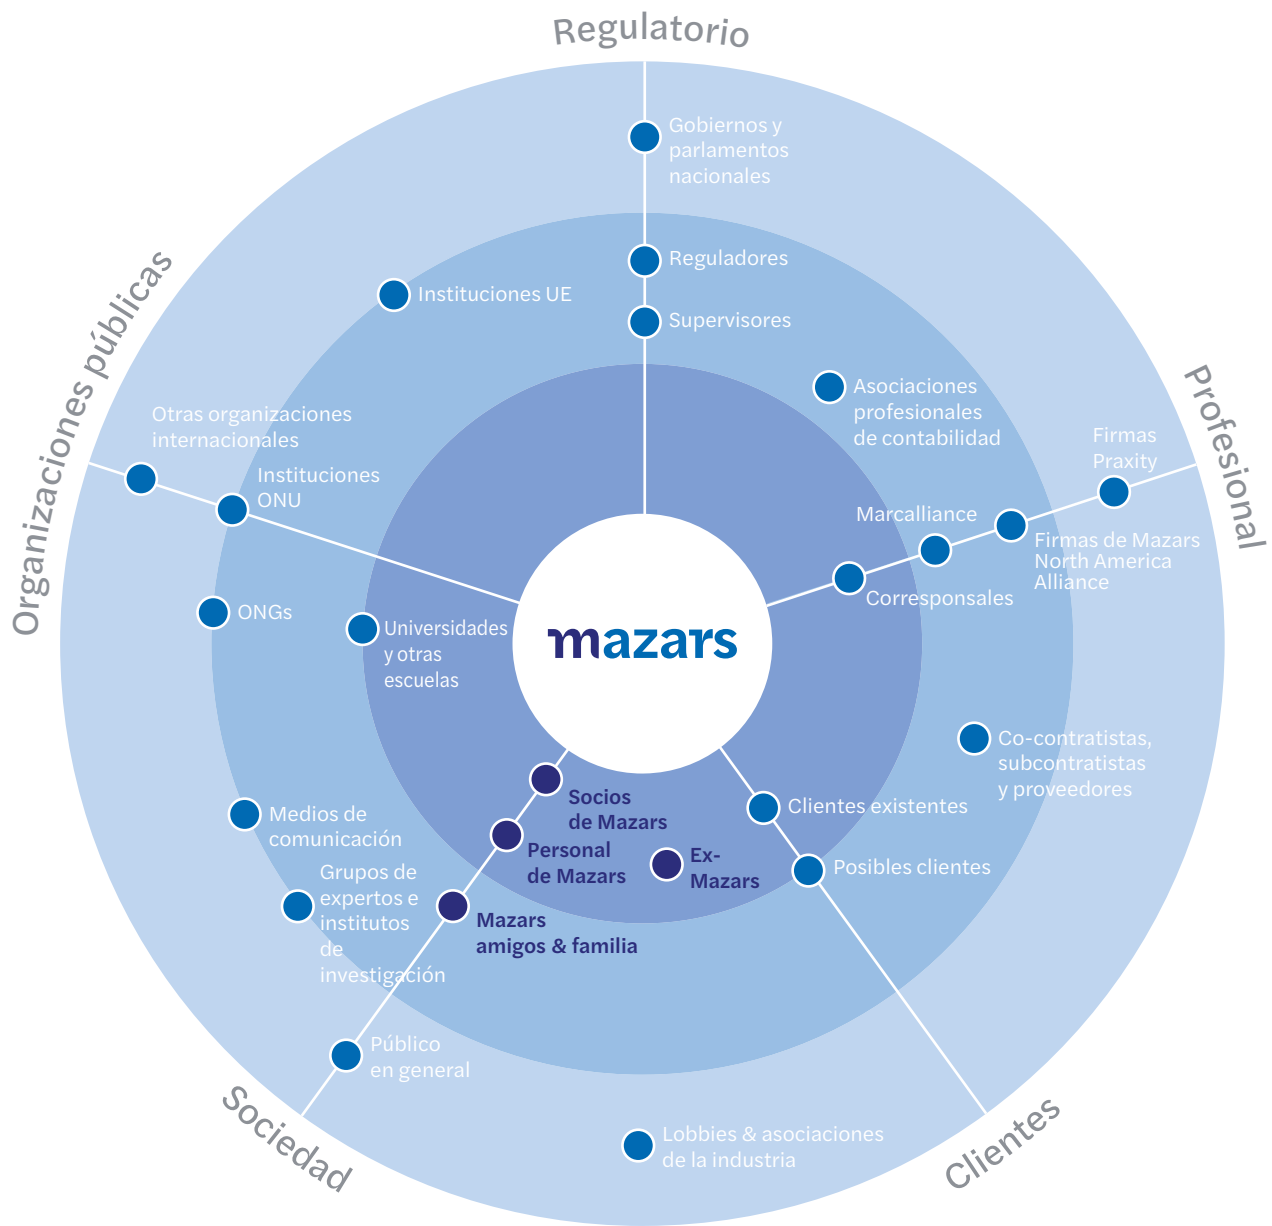 Regulatorio
Gobiernos y
parlamentos
nacionales
Reguladores
Supervisores
Instituciones UE
Organizaciones públicas
Otras organizaciones
internacionales
Instituciones
ONU
ONGs
Universidades
y otras
escuelas
Asociaciones
profesionales
de contabilidad
Profesional
Firmas
Praxity
Marcalliance
Firmas de Mazars
North America
Alliance
Corresponsales
mazars
Co-contratistas,
subcontratistas
y proveedores
Clientes existentes
Posibles clientes
Socios
de Mazars
Personal
de Mazars
Ex-
Mazars
Mazars
amigos & familia
Medios de
comunicación
Grupos de
expertos e
institutos
de
investigación
Público
en general
Sociedad
Lobbies & asociaciones
de la industria
Clientes